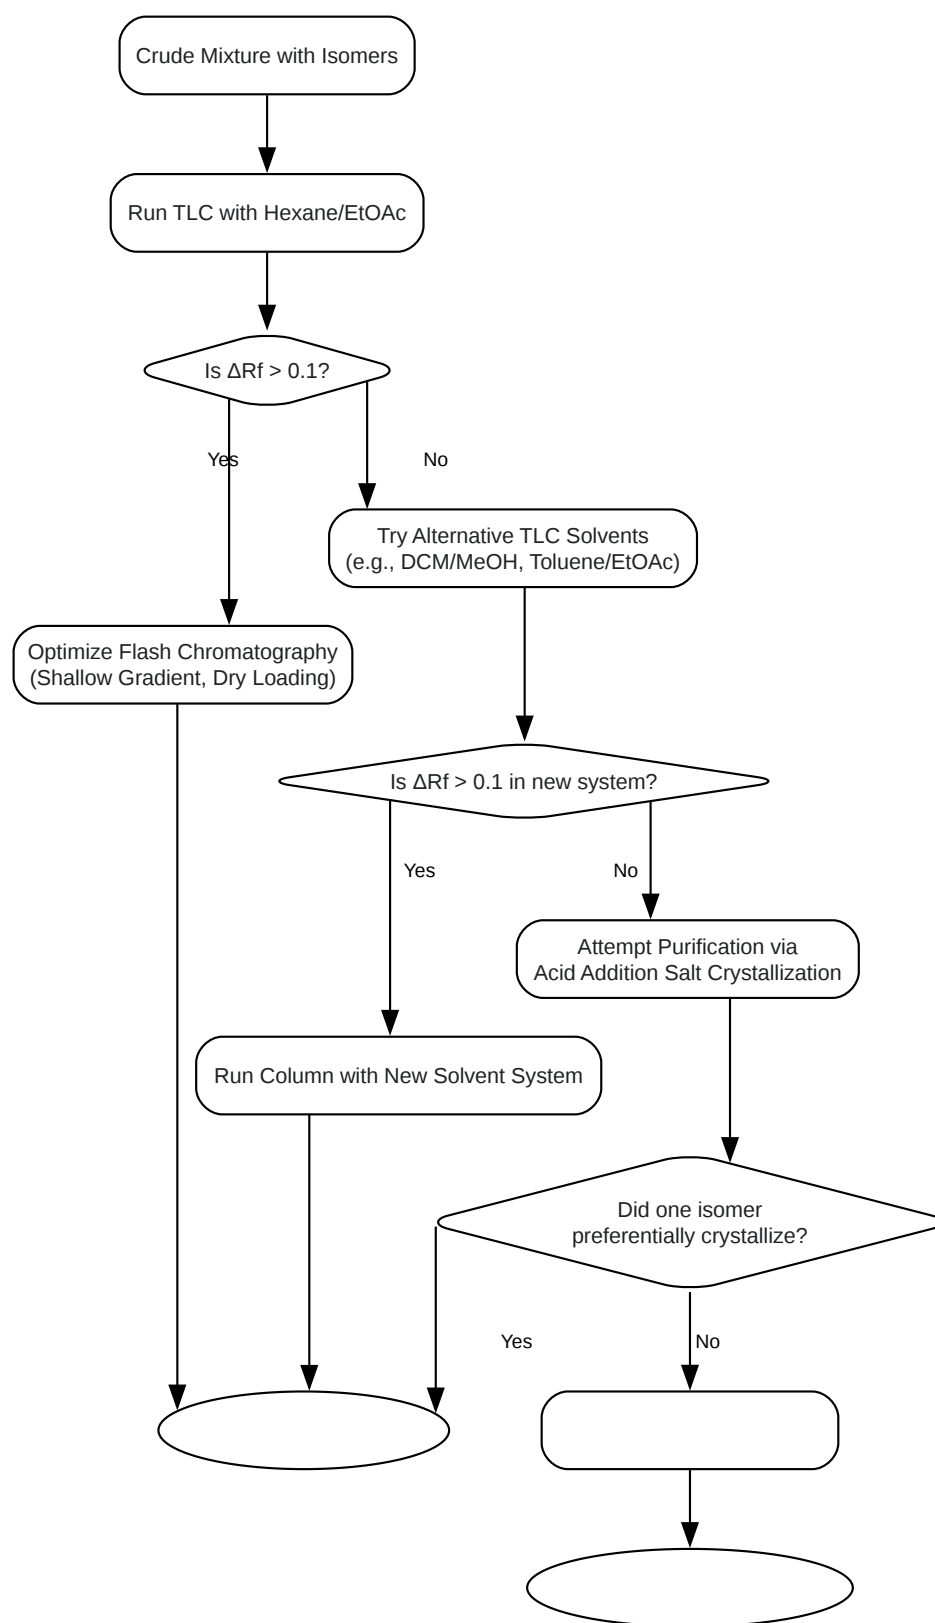 Crude Mixture with Isomers
Run TLC with Hexane/EtOAc
Is ΔRf > 0.1?
Yes
No
Try Alternative TLC Solvents
(e.g., DCM/MeOH, Toluene/EtOAc)
Optimize Flash Chromatography
(Shallow Gradient, Dry Loading)
Is ΔRf > 0.1 in new system?
Yes
No
Attempt Purification via
Acid Addition Salt Crystallization
Run Column with New Solvent System
Did one isomer
preferentially crystallize?
Yes
No